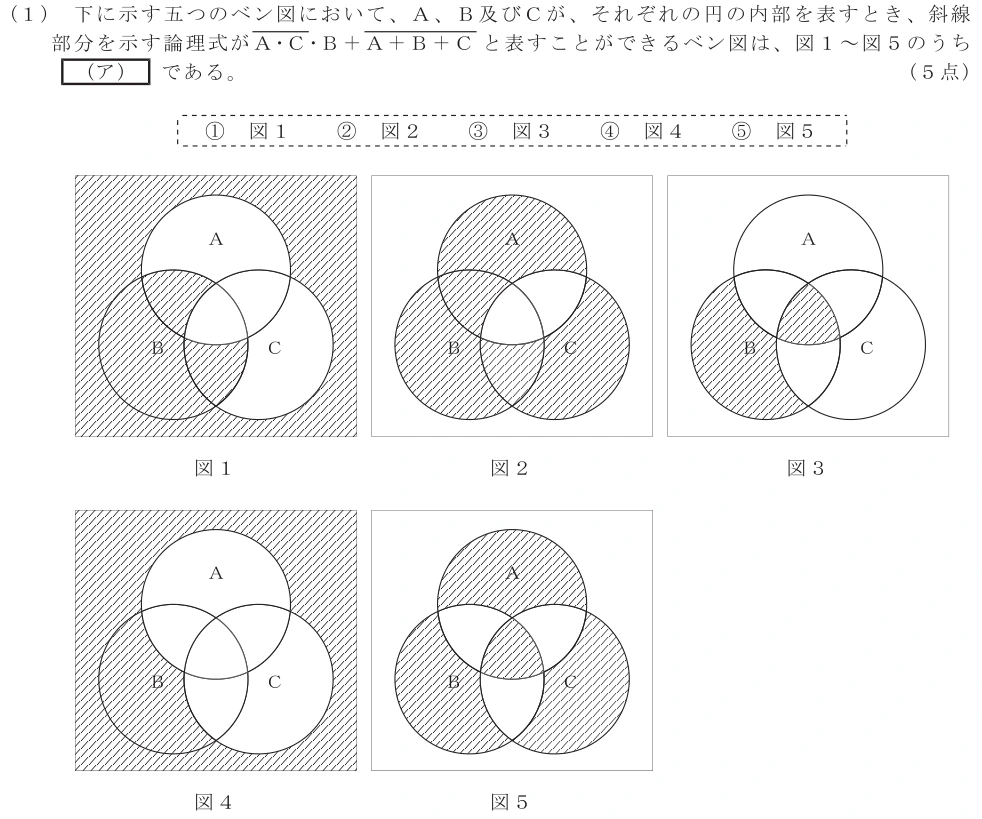 (１) 下に示す五つのベン図において、Ａ、Ｂ及びＣが、それぞれの円の内部を表すとき、斜線
部分を示す論理式が\overline{Ａ・Ｃ}・Ｂ＋\overline{Ａ＋Ｂ＋Ｃ} と表すことができるベン図は、図１～図５のうち
(ア) である。 (５点)
① 図１ ② 図２ ③ 図３ ④ 図４ ⑤ 図５
A A A
B C B C B C
図１ 図２ 図３
A A
B C B C
図４ 図５